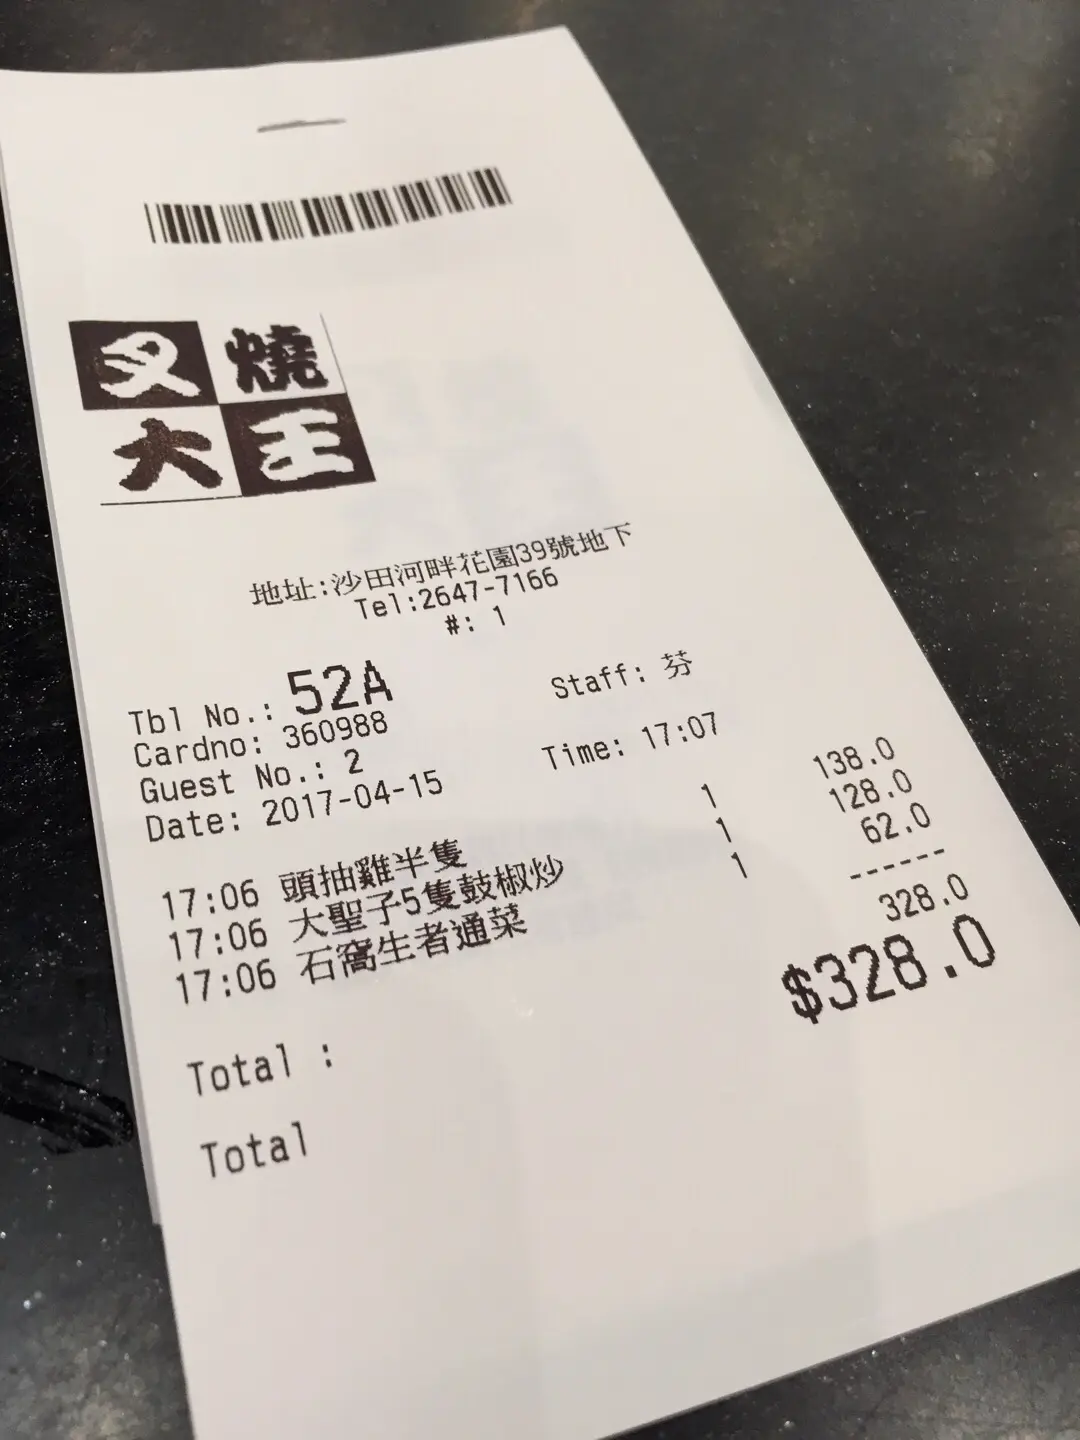 叉燒
大王
地址:沙田河畔花園39號地下
Tel:2647-7166
#: 1
Tbl No.: 52A Staff: 芬
Cardno: 360988
Guest No.: 2
Date: 2017-04-15 Time: 17:07
17:06 頭抽雞半隻 1 138.0
17:06 大聖子5隻鼓椒炒 1 128.0
17:06 石窩生者通菜 1 62.0
------
328.0
Total : $328.0
Total